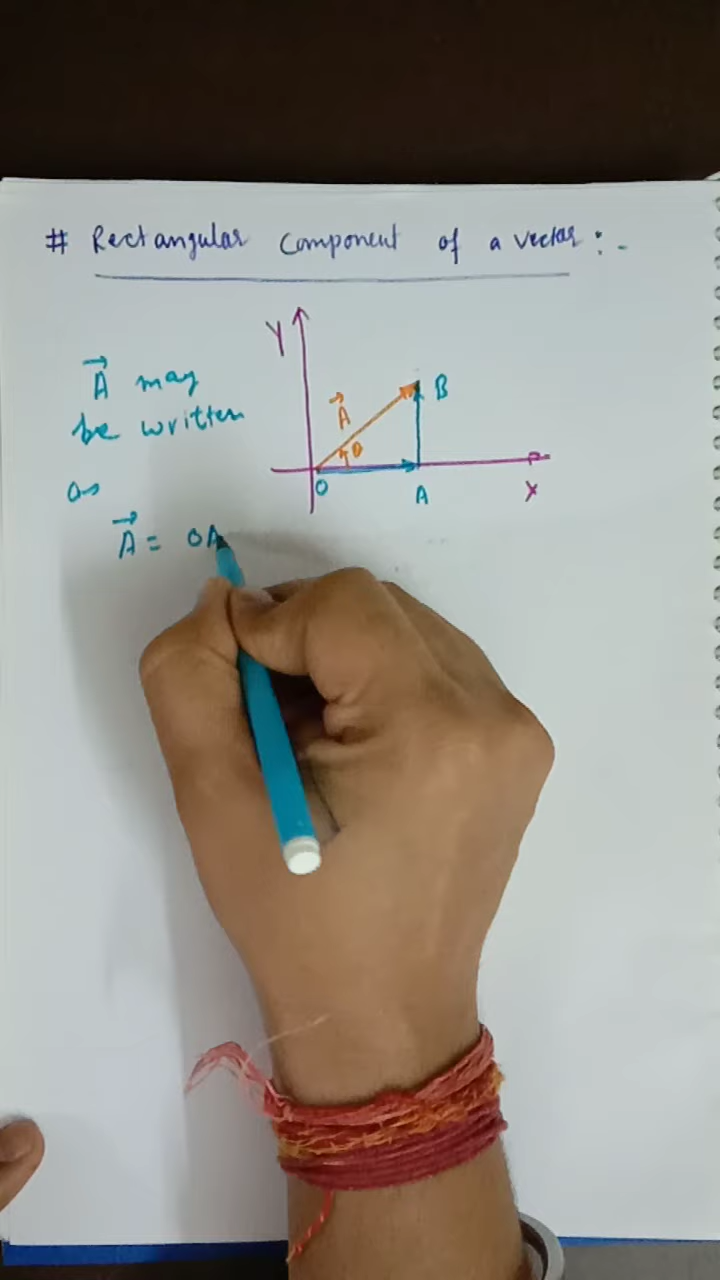 # Rectangular Component of a vector :-
Y
A⃗ may
be written
as
A⃗ = OA
A⃗
θ
B
O
A
X